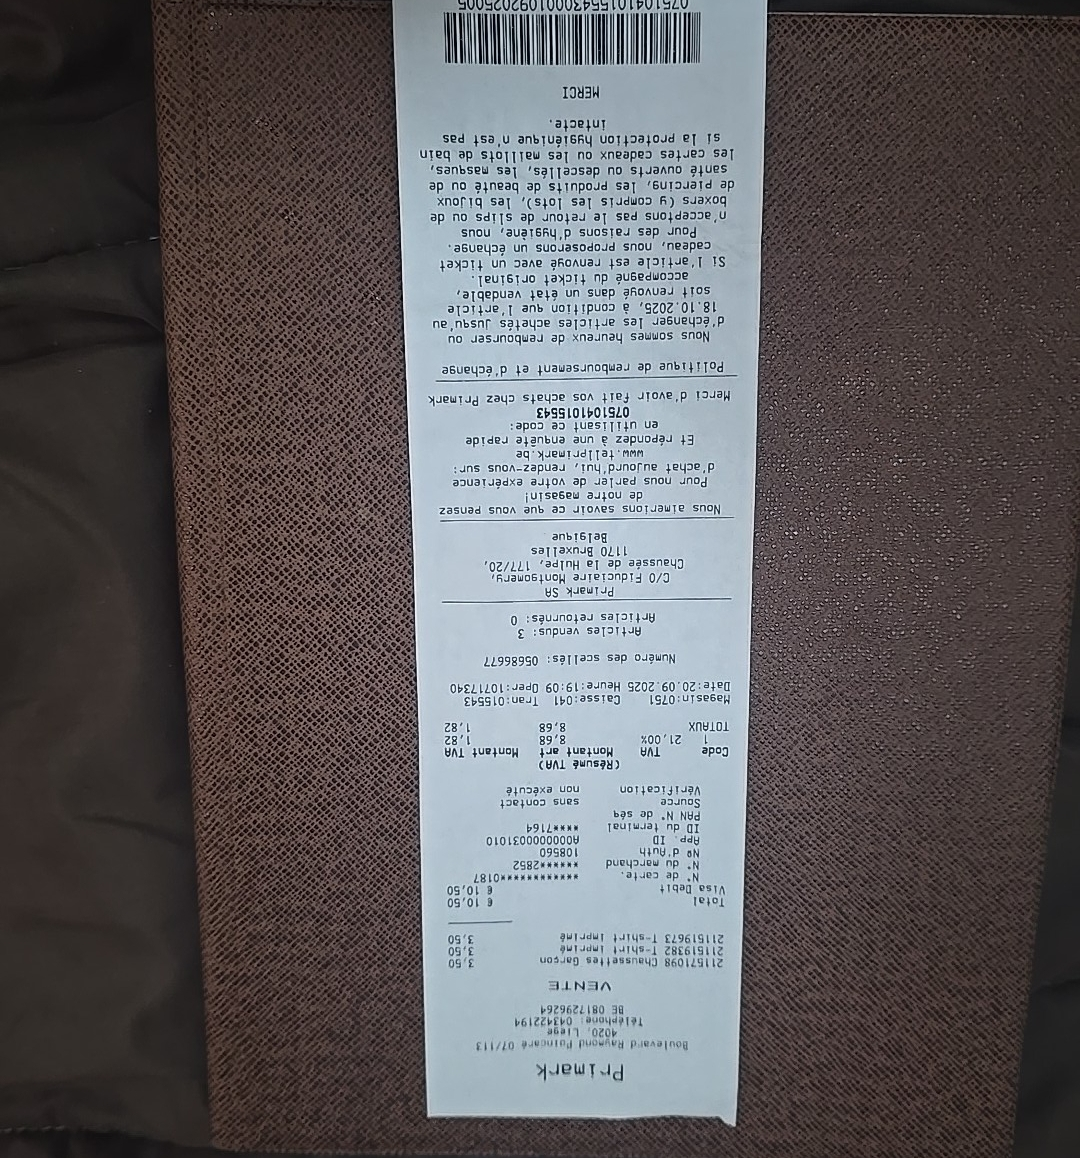 Primark
Boulevard Raymond Poincaré 07/113
4020. Liege
Téléphone: 043422194
BE 0817296264
VENTE
211571098 Chaussettes Garçon 3,50
211519382 T-shirt imprimé 3,50
211519673 T-shirt imprimé 3,50
Total € 10,50
Visa Debit € 10,50
N° de carte. ************0187
N° du marchand ******2852
Nº d'Auth 108560
App. ID A0000000031010
ID du terminal ****7164
PAN N° de séq
Source sans contact
Vérification non exécuté
(Résumé TVA)
Code TVA Montant art Montant TVA
1 21,00% 8,68 1,82
TOTAUX 8,68 1,82
Magasin:0751 Caisse:041 Tran:015543
Date:20.09.2025 Heure:19:09 Oper:10717340
Numéro des scellés: 05686677
Articles vendus: 3
Articles retournés: 0
Primark SA
C/O Fiduciaire Montgomery,
Chaussée de la Hulpe, 177/20,
1170 Bruxelles
Belgique
Nous aimerions savoir ce que vous pensez
de notre magasin!
Pour nous parler de votre expérience
d'achat aujourd'hui, rendez-vous sur:
www.tellprimark.be
Et répondez à une enquête rapide
en utilisant ce code:
0751041015543
Merci d'avoir fait vos achats chez Primark
Politique de remboursement et d'échange
Nous sommes heureux de rembourser ou
d'échanger les articles achetés jusqu'au
18.10.2025, à condition que l'article
soit renvoyé dans un état vendable,
accompagné du ticket original.
Si l'article est renvoyé avec un ticket
cadeau, nous proposerons un échange.
Pour des raisons d'hygiène, nous
n'acceptons pas le retour de slips ou de
boxers (y compris les lots), les bijoux
de piercing, les produits de beauté ou de
santé ouverts ou descellés, les masques,
les cartes cadeaux ou les maillots de bain
si la protection hygiénique n'est pas
intacte.
MERCI